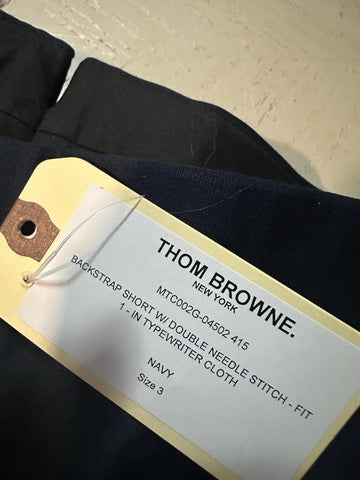 THOM BROWNE.
NEW YORK
MTC002G-04502 415
BACKSTRAP SHORT W/ DOUBLE NEEDLE STITCH - FIT
1 - IN TYPEWRITER CLOTH
NAVY
Size 3